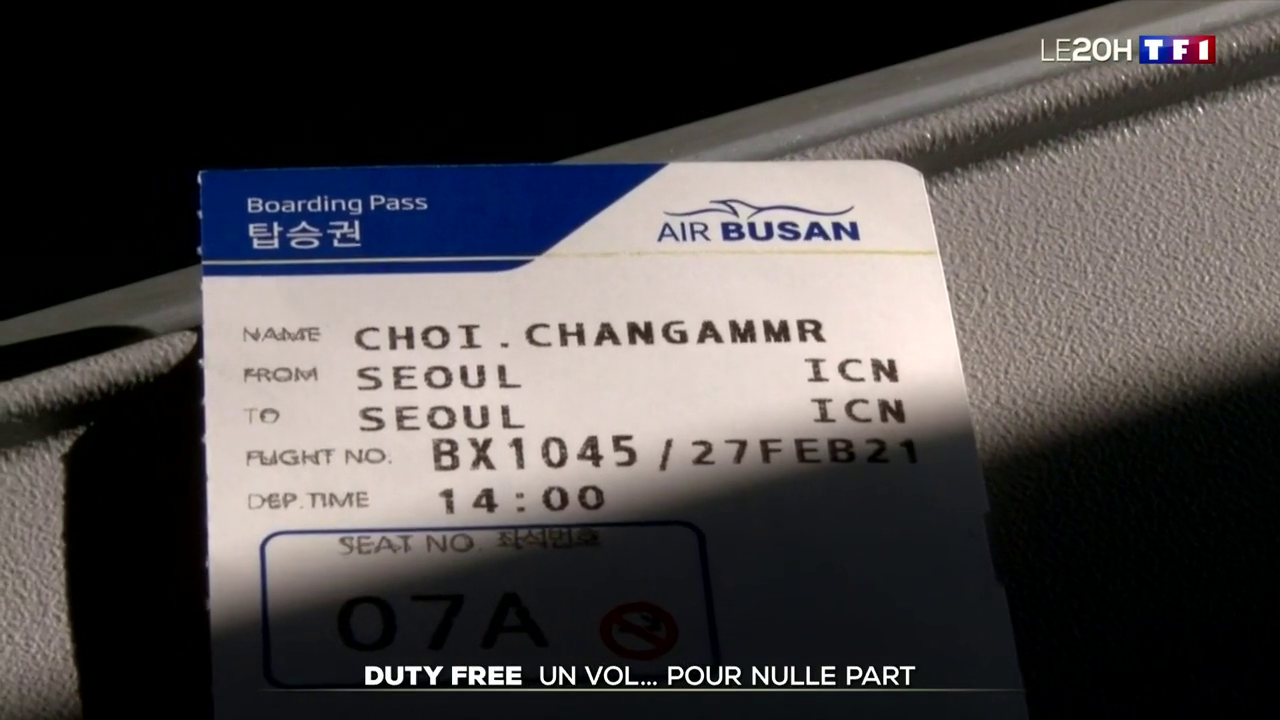 LE20H TF1
Boarding Pass
탑승권
AIR BUSAN
NAME CHOI.CHANGAMMR
FROM SEOUL ICN
TO SEOUL ICN
FLIGHT NO. BX1045/27FEB21
DEP.TIME 14:00
SEAT NO. 좌석번호
07A
DUTY FREE UN VOL... POUR NULLE PART